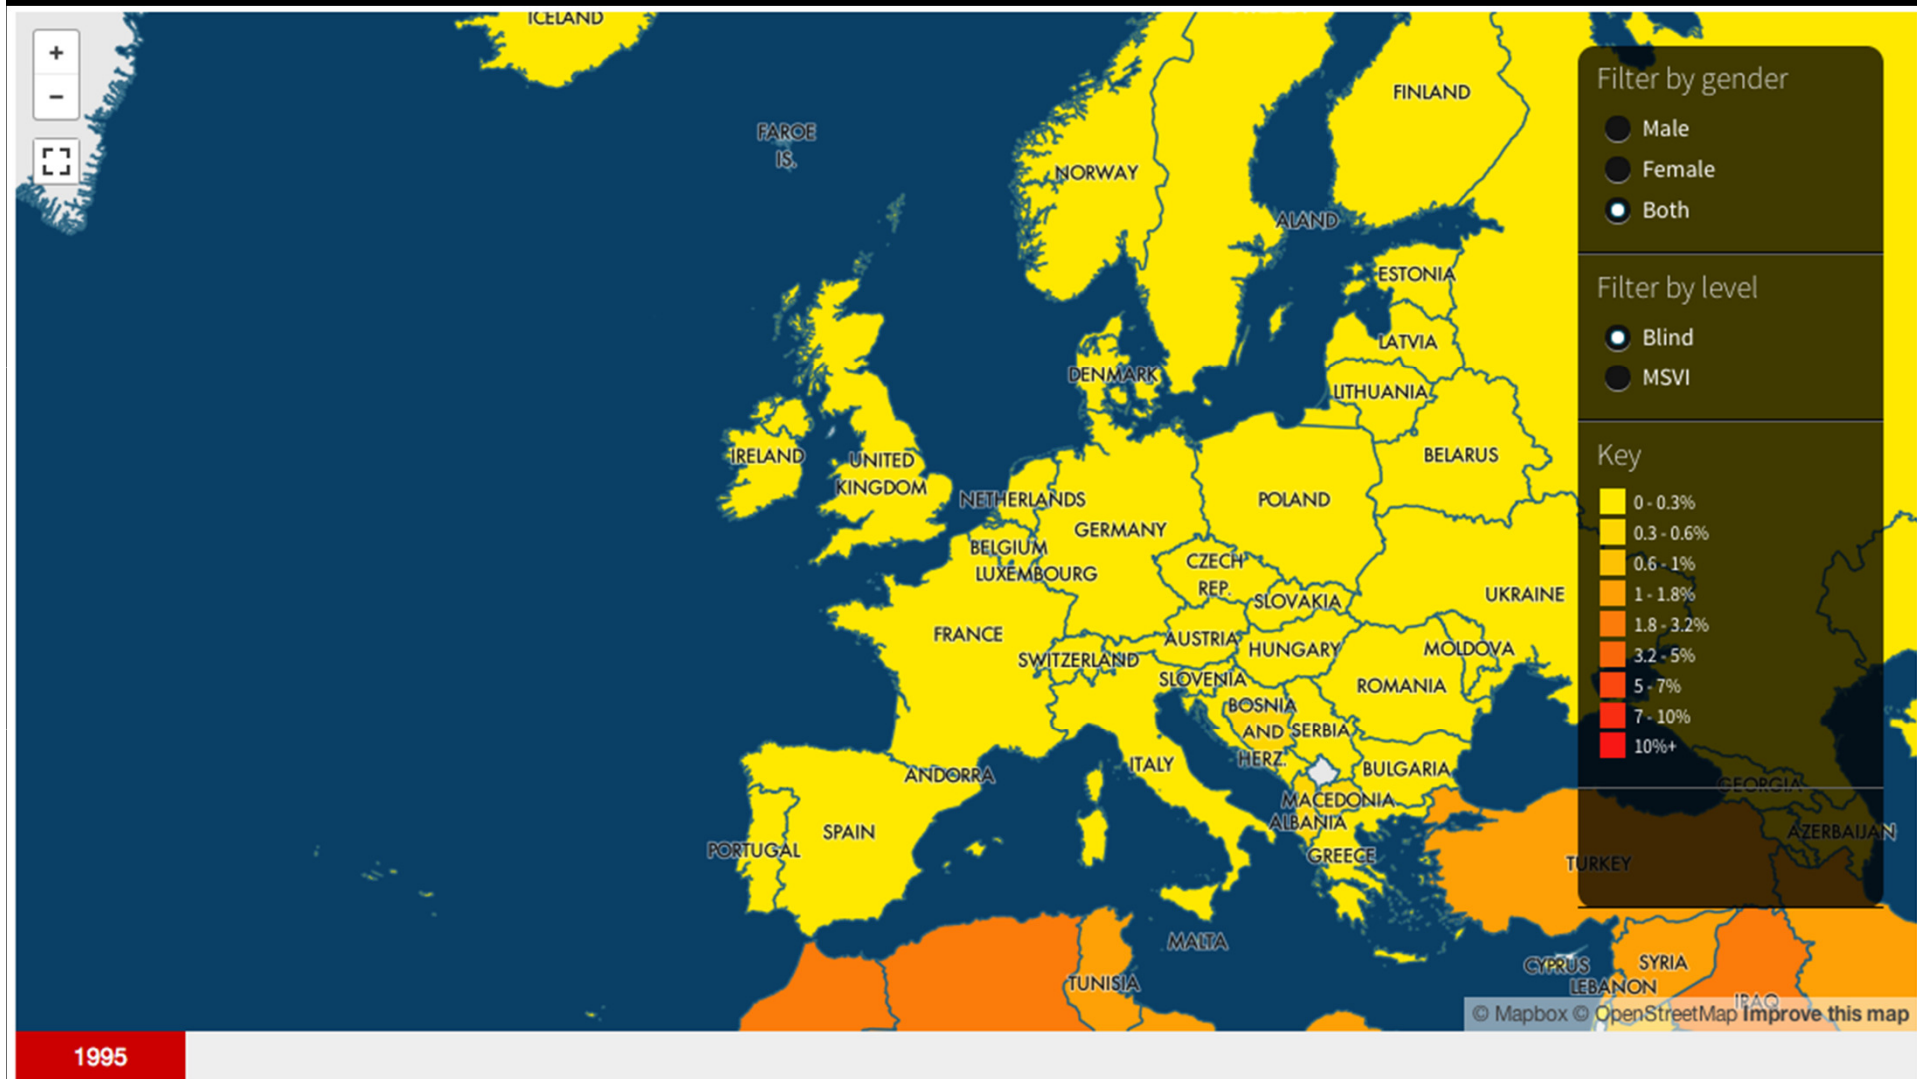 ICELAND
+
−
FAROE
IS.
NORWAY
FINLAND
ALAND
ESTONIA
LATVIA
DENMARK
LITHUANIA
BELARUS
IRELAND
UNITED
KINGDOM
NETHERLANDS
GERMANY
POLAND
BELGIUM
LUXEMBOURG
CZECH
REP.
SLOVAKIA
UKRAINE
FRANCE
SWITZERLAND
AUSTRIA
HUNGARY
MOLDOVA
SLOVENIA
ROMANIA
BOSNIA
AND
HERZ.
SERBIA
ITALY
BULGARIA
ANDORRA
MACEDONIA
ALBANIA
SPAIN
PORTUGAL
GREECE
TURKEY
GEORGIA
AZERBAIJAN
MALTA
TUNISIA
CYPRUS
SYRIA
LEBANON
IRAQ
Filter by gender
Male
Female
Both
Filter by level
Blind
MSVI
Key
0 - 0.3%
0.3 - 0.6%
0.6 - 1%
1 - 1.8%
1.8 - 3.2%
3.2 - 5%
5 - 7%
7 - 10%
10%+
© Mapbox © OpenStreetMap Improve this map
1995